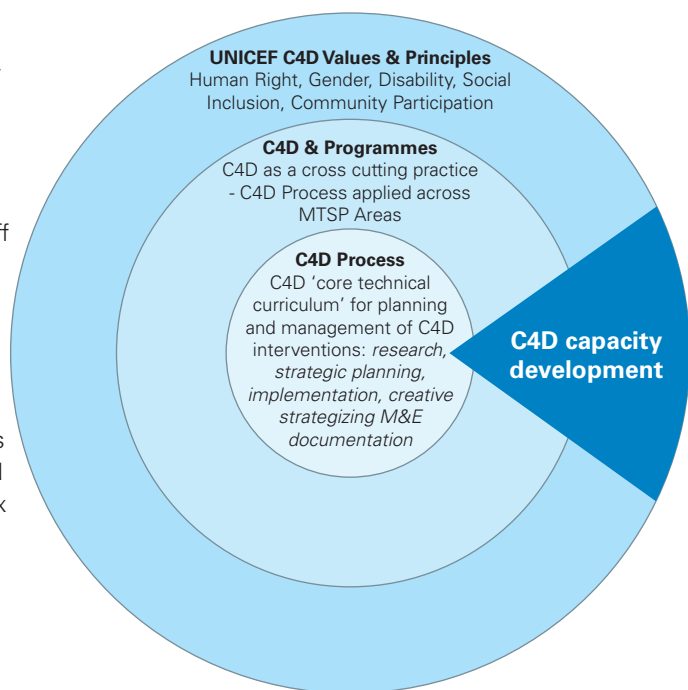 UNICEF C4D Values & Principles
Human Right, Gender, Disability, Social
Inclusion, Community Participation
C4D & Programmes
C4D as a cross cutting practice
- C4D Process applied across
MTSP Areas
ff
C4D Process
C4D ‘core technical
curriculum’ for planning
and management of C4D
interventions: research,
strategic planning,
implementation, creative
strategizing M&E
documentation
C4D capacity
development
s
x